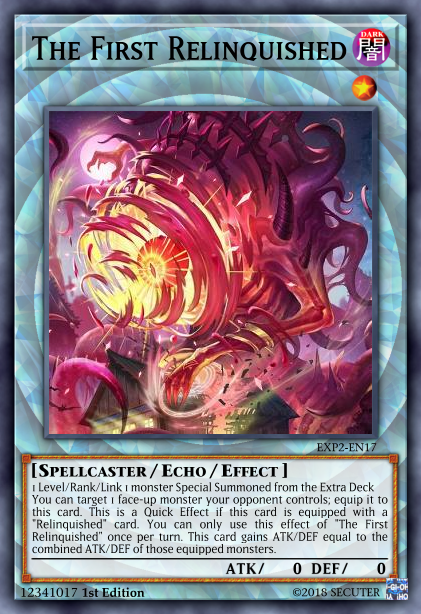 THE FIRST RELINQUISHED
DARK
闇
EXP2-EN17
[SPELLCASTER / ECHO / EFFECT ]
1 Level/Rank/Link 1 monster Special Summoned from the Extra Deck
You can target 1 face-up monster your opponent controls; equip it to
this card. This is a Quick Effect if this card is equipped with a
"Relinquished" card. You can only use this effect of "The First
Relinquished" once per turn. This card gains ATK/DEF equal to the
combined ATK/DEF of those equipped monsters.
ATK/ 0 DEF/ 0
12341017 1st Edition ©2018 SECUTER